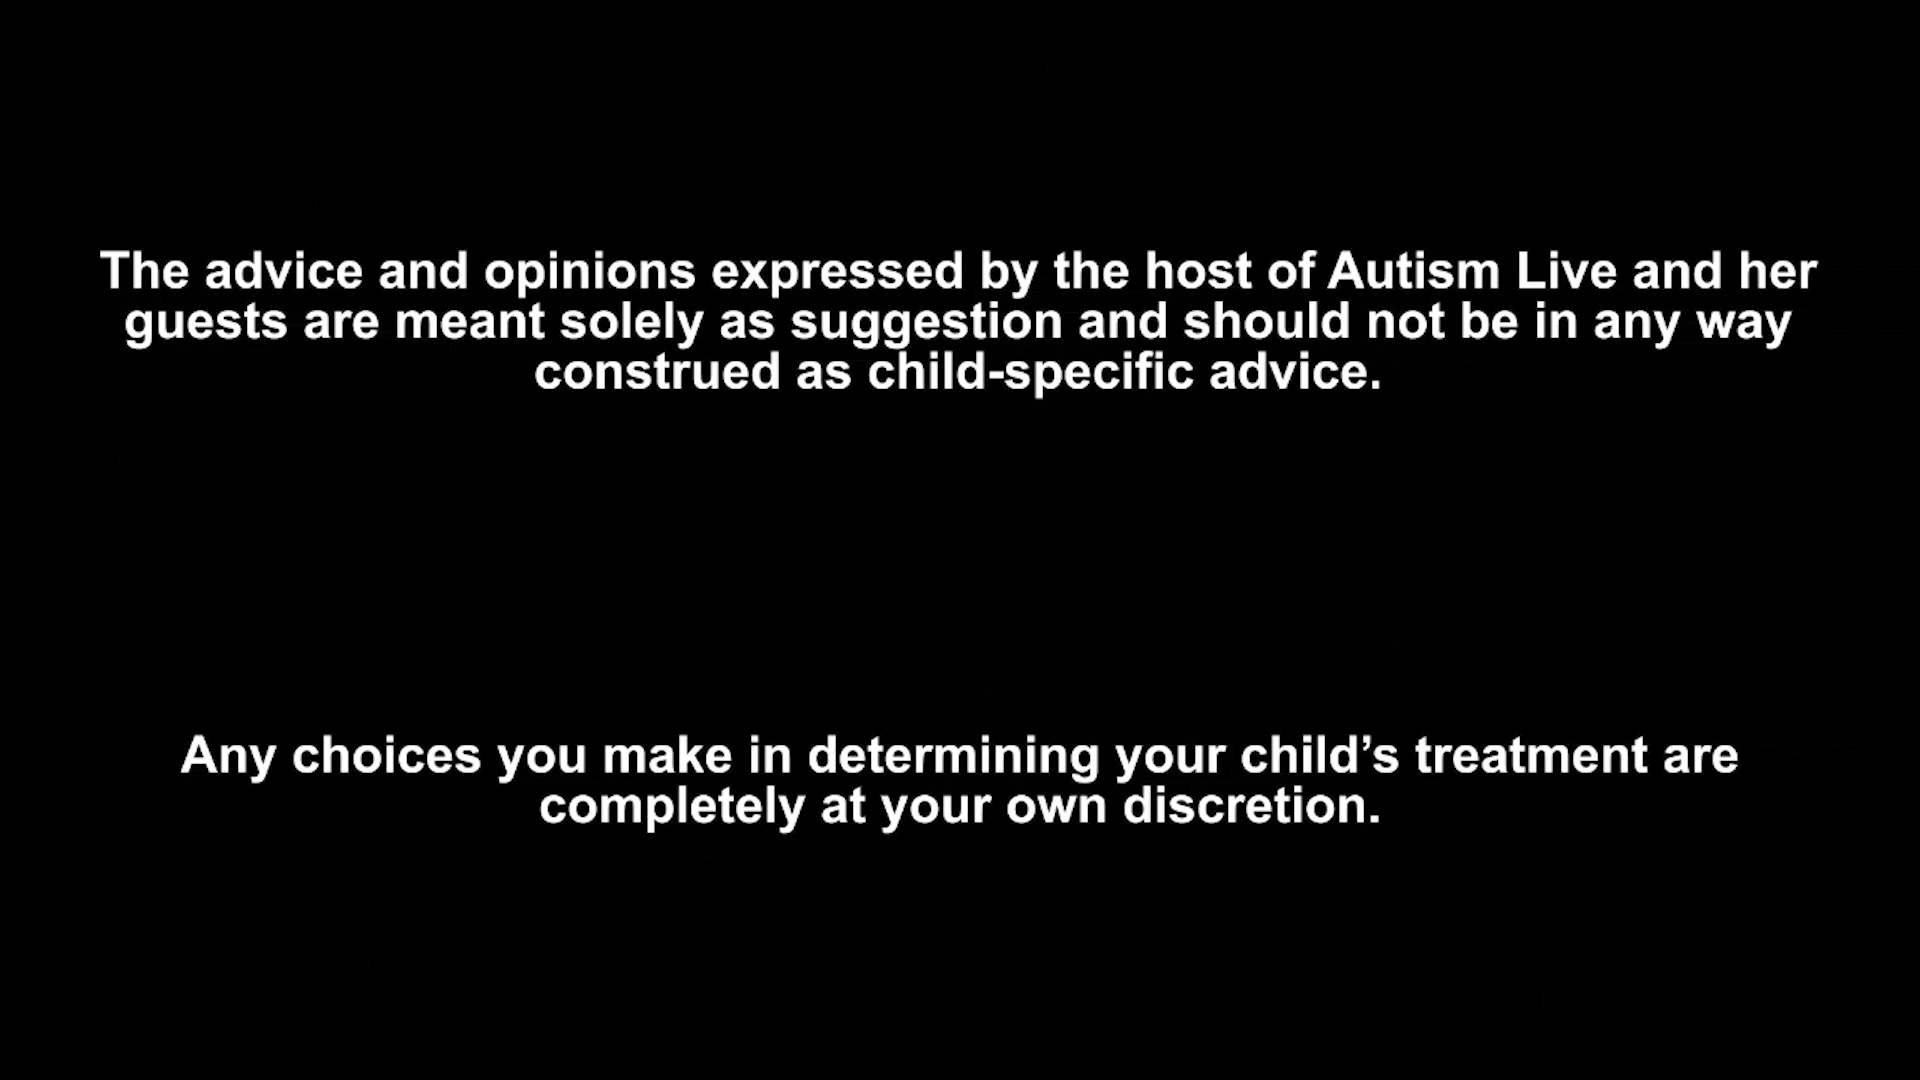 The advice and opinions expressed by the host of Autism Live and her
guests are meant solely as suggestion and should not be in any way
construed as child-specific advice.
Any choices you make in determining your child’s treatment are
completely at your own discretion.